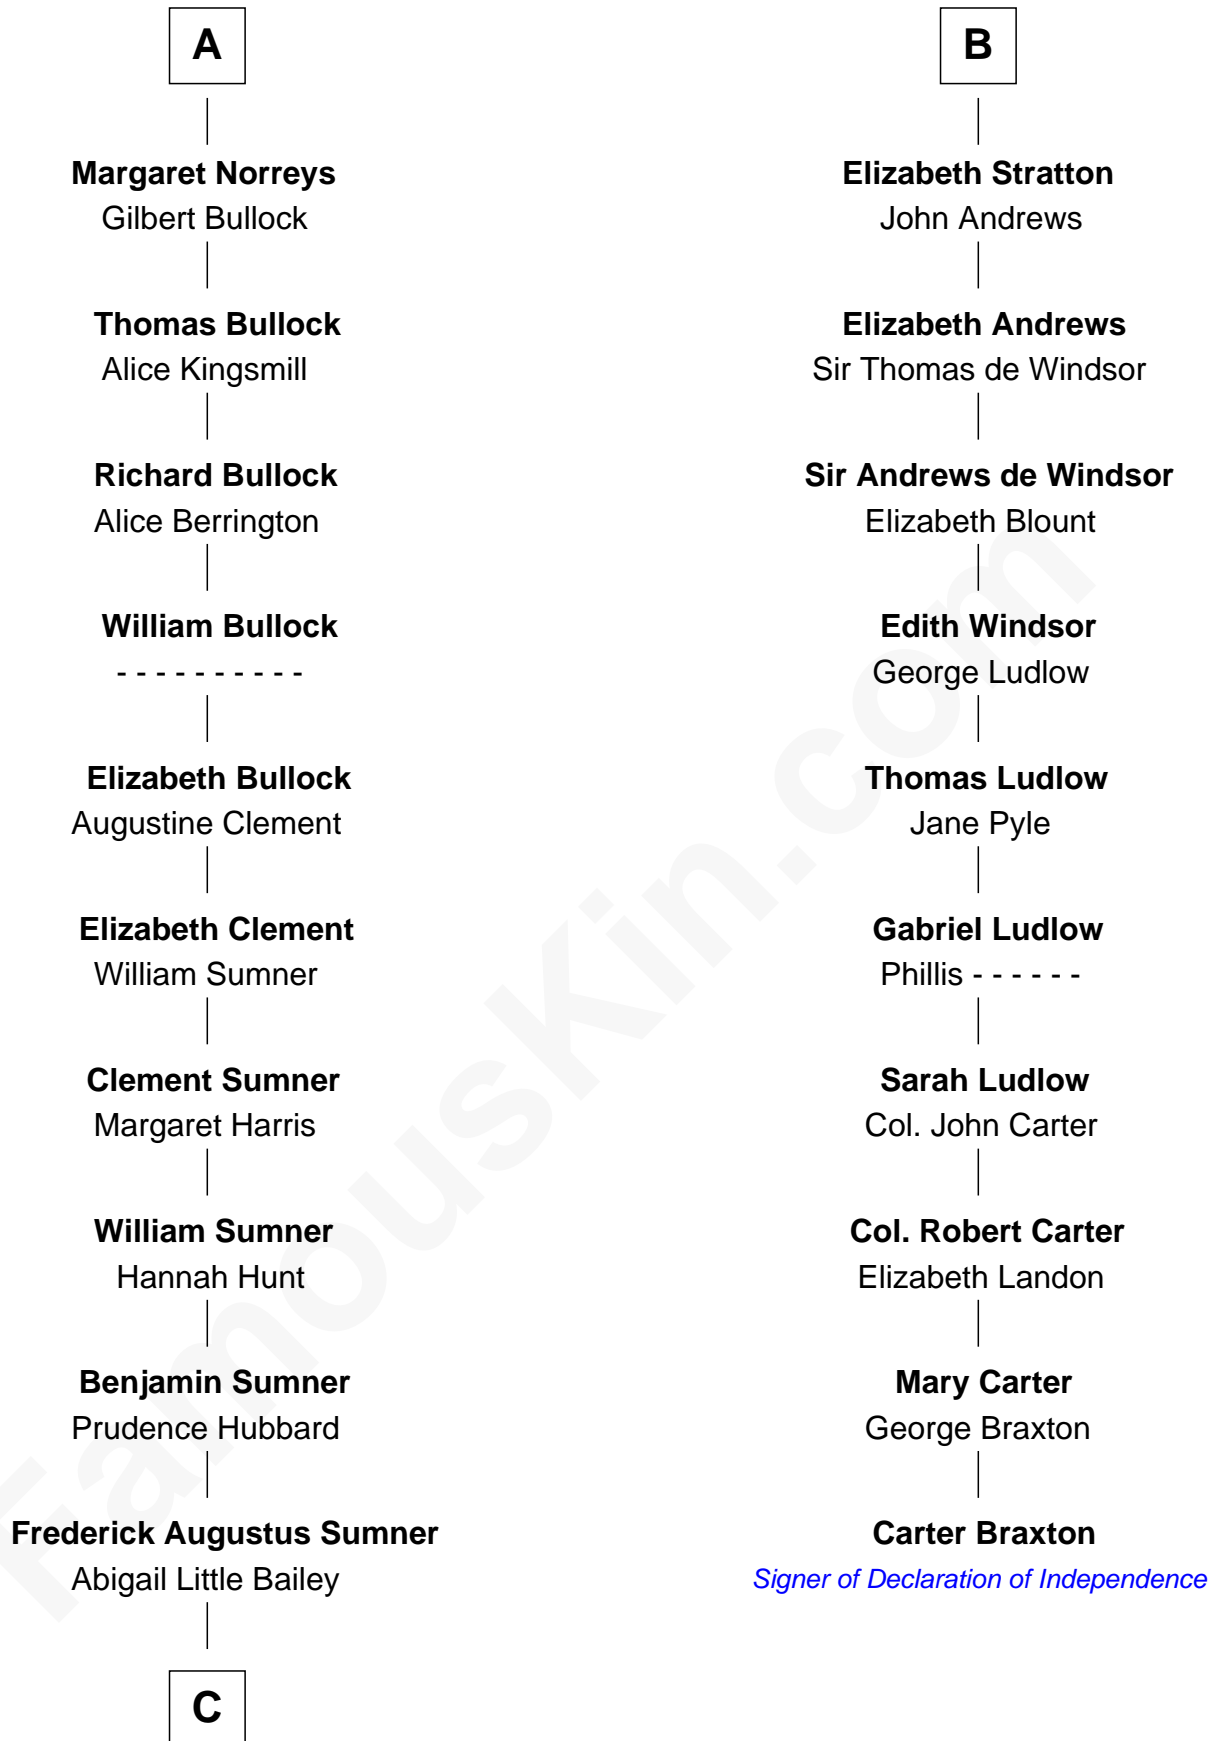 A
Margaret Norreys
Gilbert Bullock
Thomas Bullock
Alice Kingsmill
Richard Bullock
Alice Berrington
William Bullock
- - - - - - - - - -
Elizabeth Bullock
Augustine Clement
Elizabeth Clement
William Sumner
Clement Sumner
Margaret Harris
William Sumner
Hannah Hunt
Benjamin Sumner
Prudence Hubbard
Frederick Augustus Sumner
Abigail Little Bailey
C
B
Elizabeth Stratton
John Andrews
Elizabeth Andrews
Sir Thomas de Windsor
Sir Andrews de Windsor
Elizabeth Blount
Edith Windsor
George Ludlow
Thomas Ludlow
Jane Pyle
Gabriel Ludlow
Phillis - - - - - -
Sarah Ludlow
Col. John Carter
Col. Robert Carter
Elizabeth Landon
Mary Carter
George Braxton
Carter Braxton
Signer of Declaration of Independence
FamousKin.com